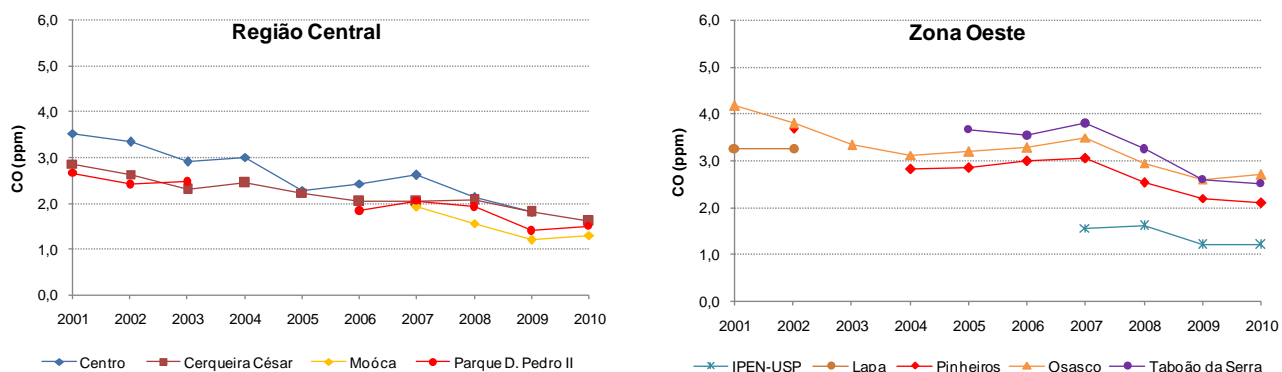 Região Central
6,0
5,0
4,0
3,0
2,0
1,0
0,0
CO (ppm)
2001 2002 2003 2004 2005 2006 2007 2008 2009 2010
Centro Cerqueira César Moóca Parque D. Pedro II
Zona Oeste
6,0
5,0
4,0
3,0
2,0
1,0
0,0
CO (ppm)
2001 2002 2003 2004 2005 2006 2007 2008 2009 2010
IPEN-USP Lapa Pinheiros Osasco Taboão da Serra